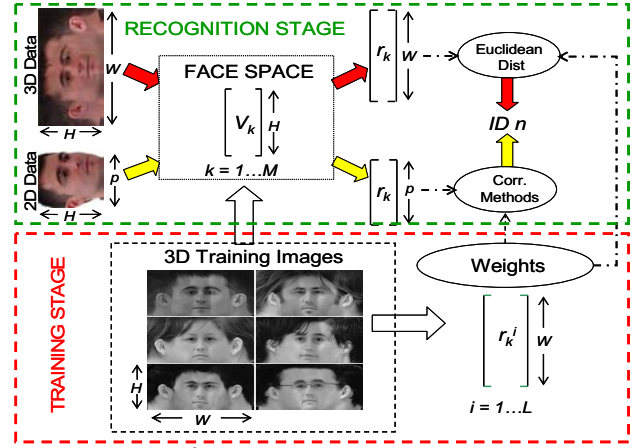 RECOGNITION STAGE
3D Data
W
H
2D Data
p
H
FACE SPACE
V_k
H
k = 1…M
r_k
W
r_k
p
Euclidean
Dist
ID n
Corr.
Methods
TRAINING STAGE
3D Training Images
H
W
Weights
r_k^i
W
i = 1…L